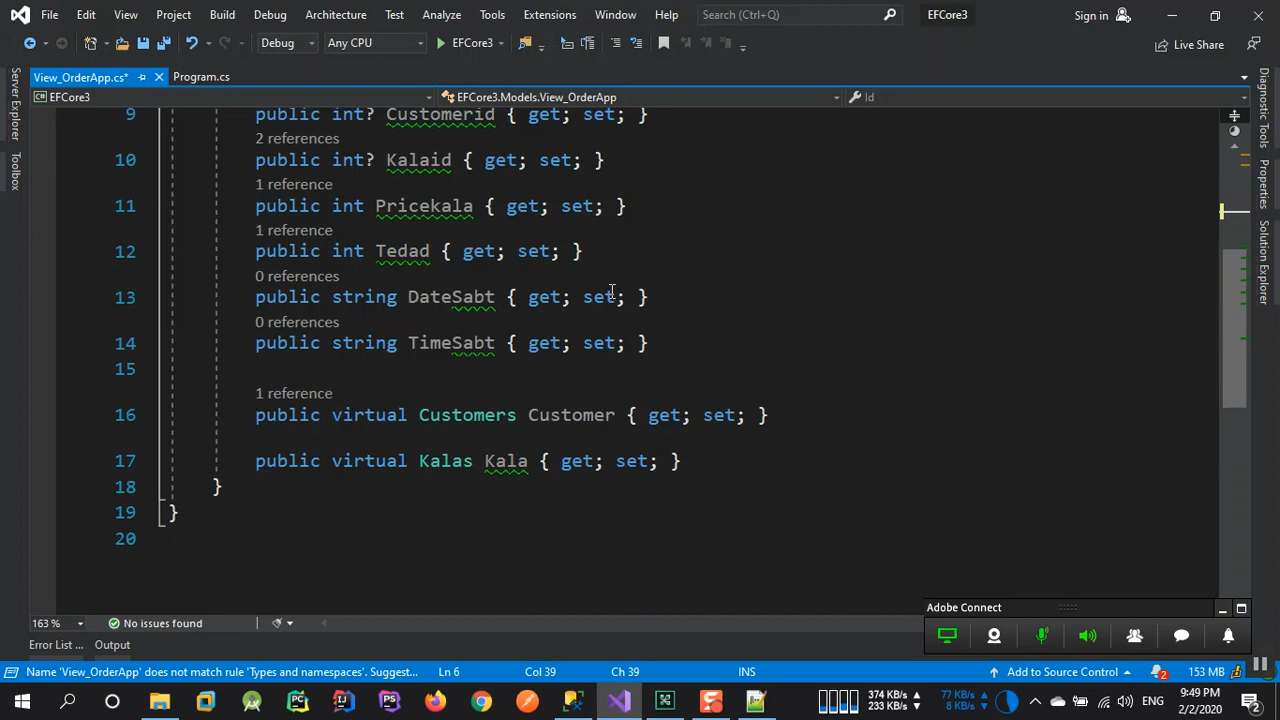 File Edit View Project Build Debug Architecture Test Analyze Tools Extensions Window Help Search (Ctrl+Q) EFCore3 Sign in
Debug Any CPU EFCore3 Live Share
View_OrderApp.cs* Program.cs
EFCore3 EFCore3.Models.View_OrderApp Id
Server Explorer
Toolbox
Diagnostic Tools
Properties
Solution Explorer
9 public int? Customerid { get; set; }
2 references
10 public int? Kalaid { get; set; }
1 reference
11 public int Pricekala { get; set; }
1 reference
12 public int Tedad { get; set; }
0 references
13 public string DateSabt { get; set; }
0 references
14 public string TimeSabt { get; set; }
15
1 reference
16 public virtual Customers Customer { get; set; }
17 public virtual Kalas Kala { get; set; }
18 }
19 }
20
Adobe Connect
163 % No issues found
Error List ... Output
Name 'View_OrderApp' does not match rule 'Types and namespaces'. Suggest... Ln 6 Col 39 Ch 39 INS Add to Source Control 2 153 MB
PC IJ PS 374 KB/s 77 KB/s ENG 9:49 PM
6 KB/s 8 KB/s 2/2/2020 2